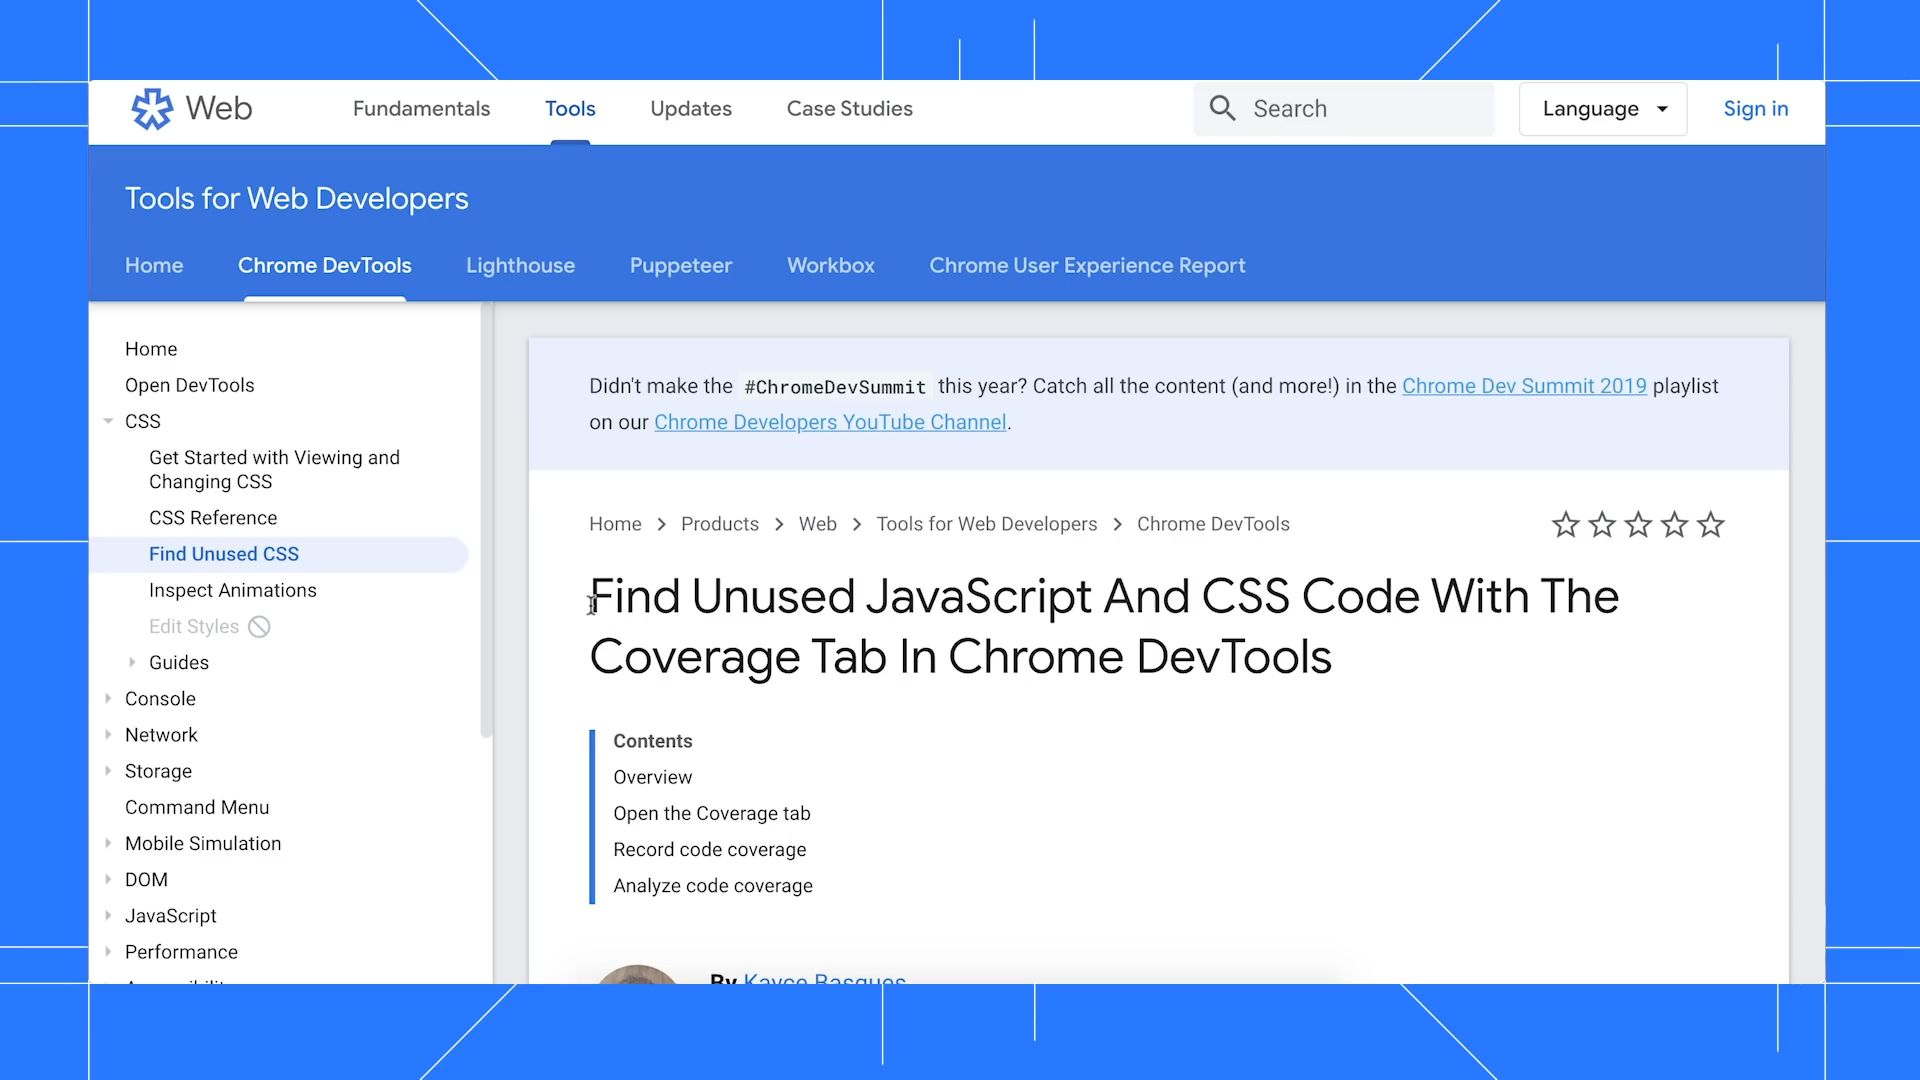 Web
Fundamentals
Tools
Updates
Case Studies
Search
Language
Sign in
Tools for Web Developers
Home
Chrome DevTools
Lighthouse
Puppeteer
Workbox
Chrome User Experience Report
Home
Open DevTools
CSS
Get Started with Viewing and
Changing CSS
CSS Reference
Find Unused CSS
Inspect Animations
Edit Styles
Guides
Console
Network
Storage
Command Menu
Mobile Simulation
DOM
JavaScript
Performance
Didn't make the #ChromeDevSummit this year? Catch all the content (and more!) in the Chrome Dev Summit 2019 playlist
on our Chrome Developers YouTube Channel.
Home > Products > Web > Tools for Web Developers > Chrome DevTools
Find Unused JavaScript And CSS Code With The
Coverage Tab In Chrome DevTools
Contents
Overview
Open the Coverage tab
Record code coverage
Analyze code coverage
By Kayce Basques